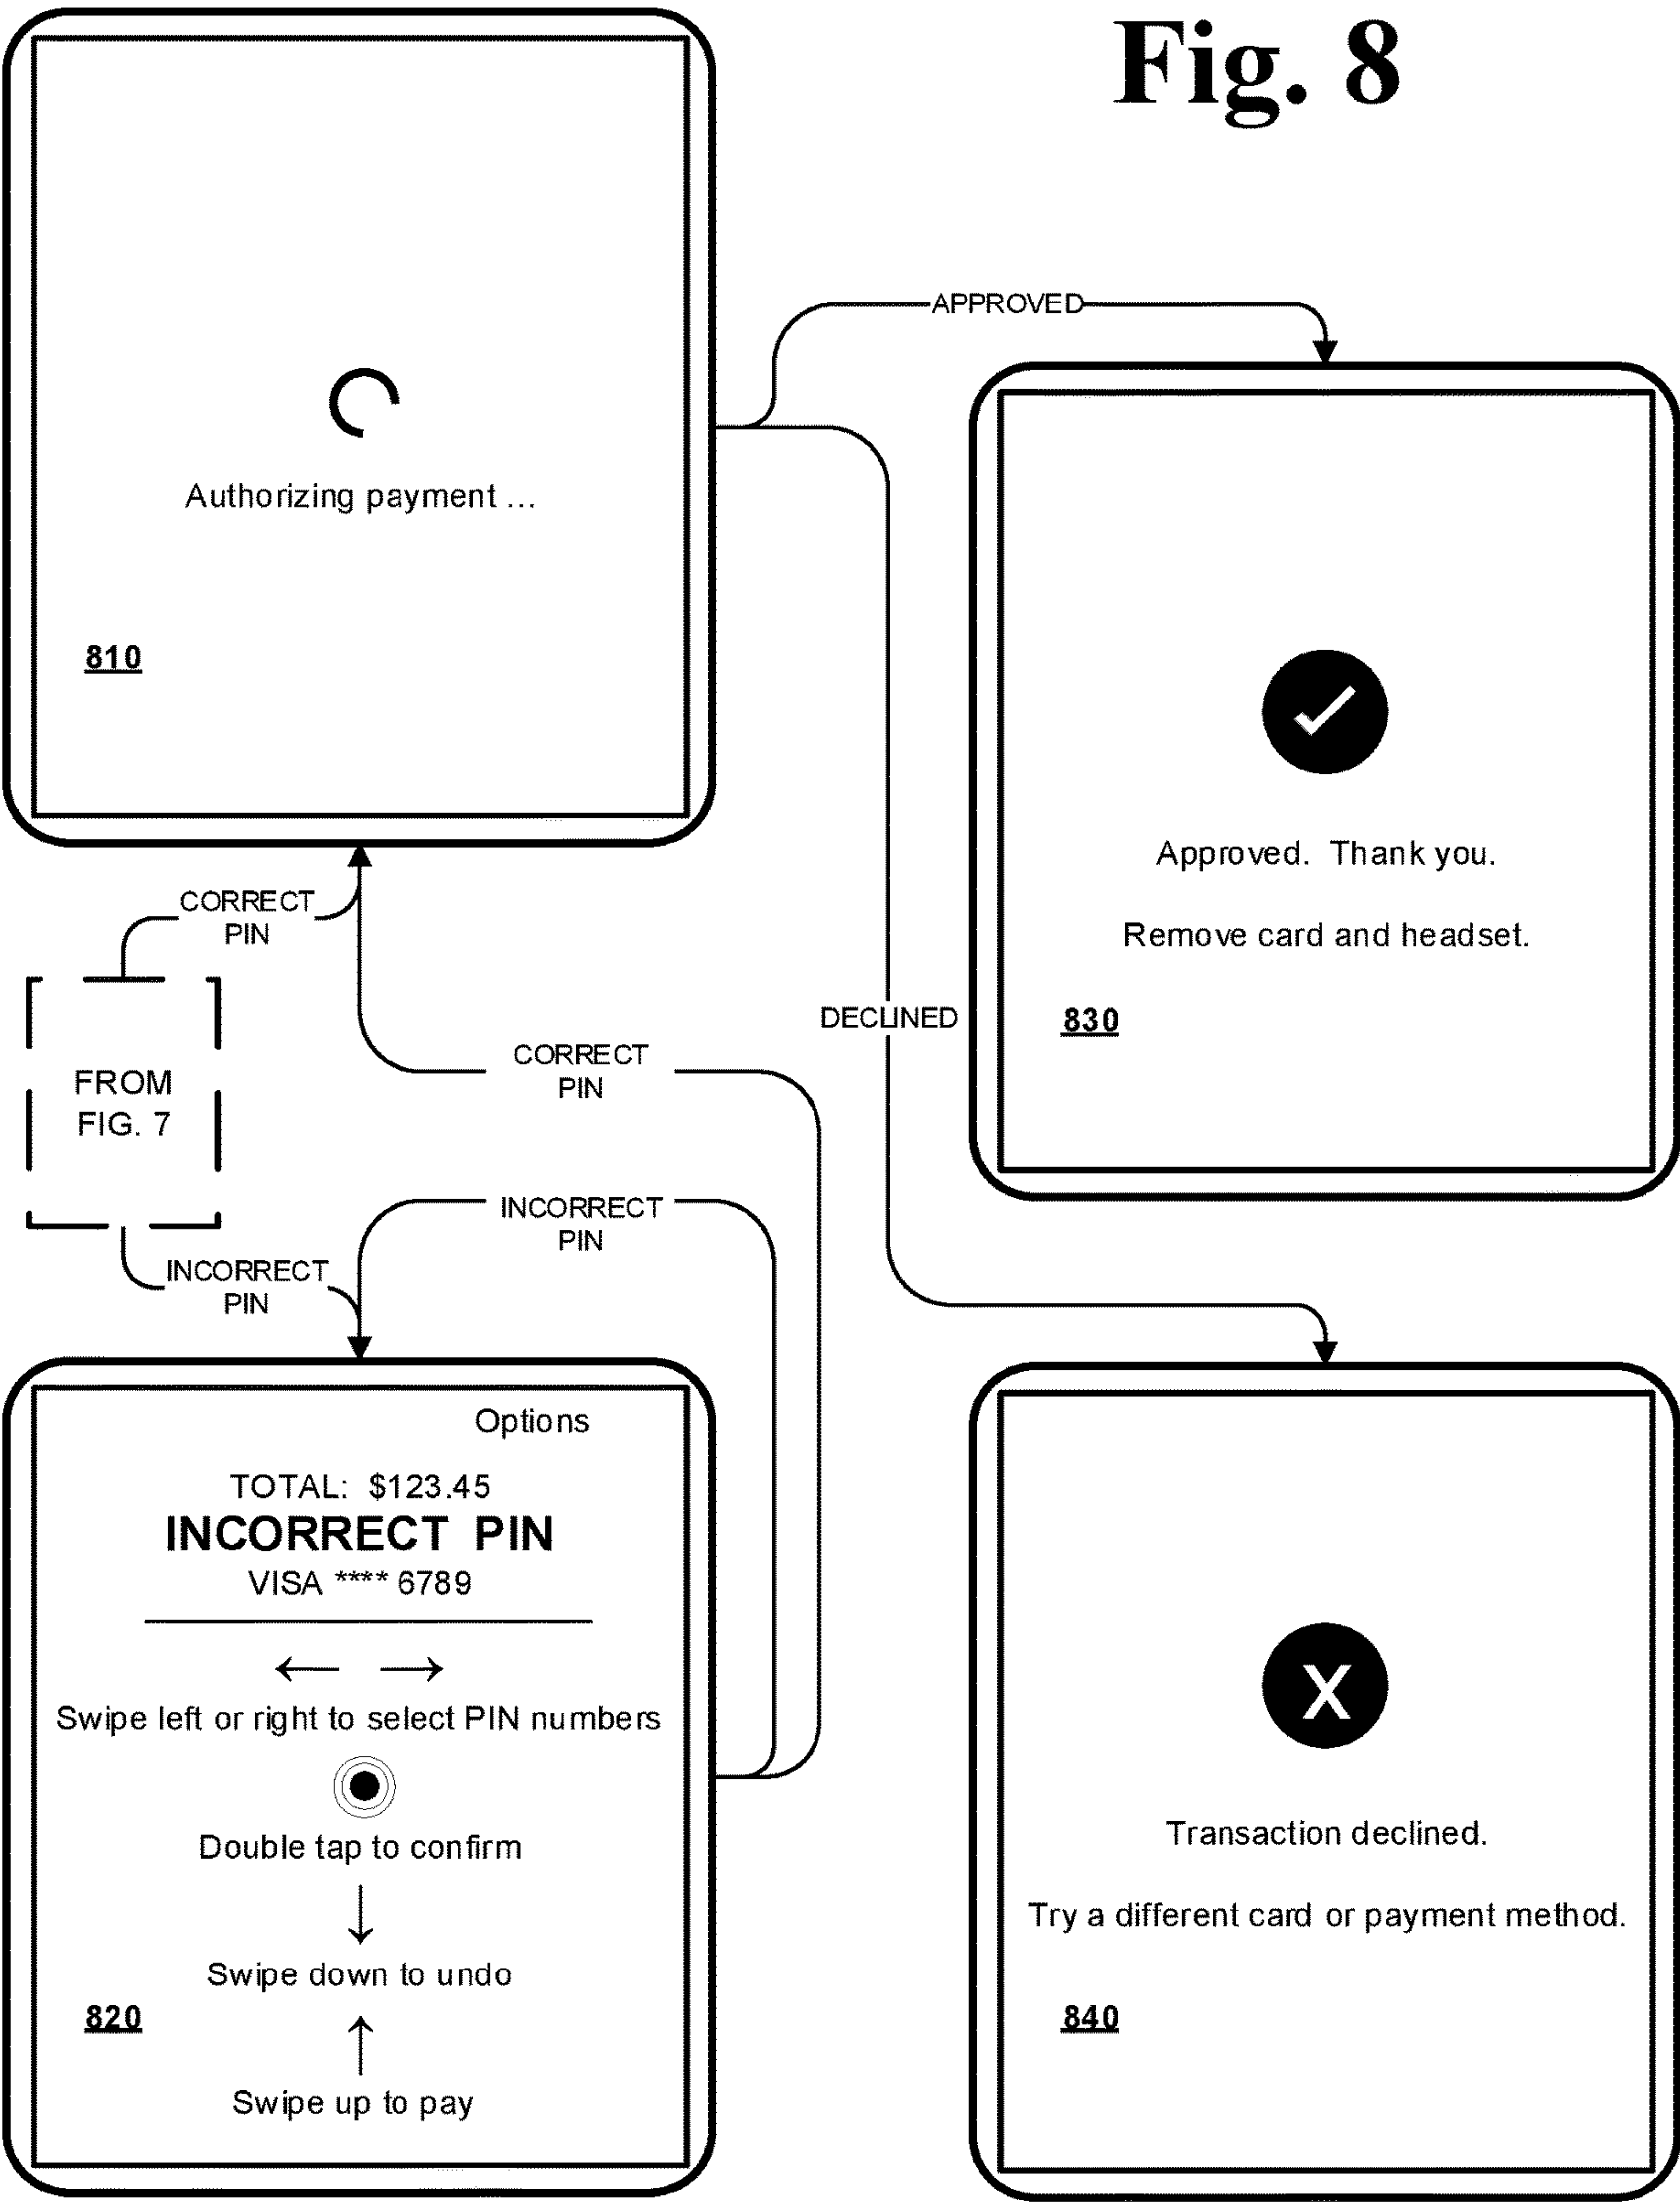 Fig. 8
Authorizing payment ...
810
APPROVED
Approved.  Thank you.
Remove card and headset.
830
CORRECT
PIN
FROM
FIG. 7
INCORRECT
PIN
CORRECT
PIN
INCORRECT
PIN
DECLINED
Options
TOTAL:  $123.45
INCORRECT  PIN
VISA **** 6789
Swipe left or right to select PIN numbers
Double tap to confirm
Swipe down to undo
820
Swipe up to pay
X
Transaction declined.
Try a different card or payment method.
840